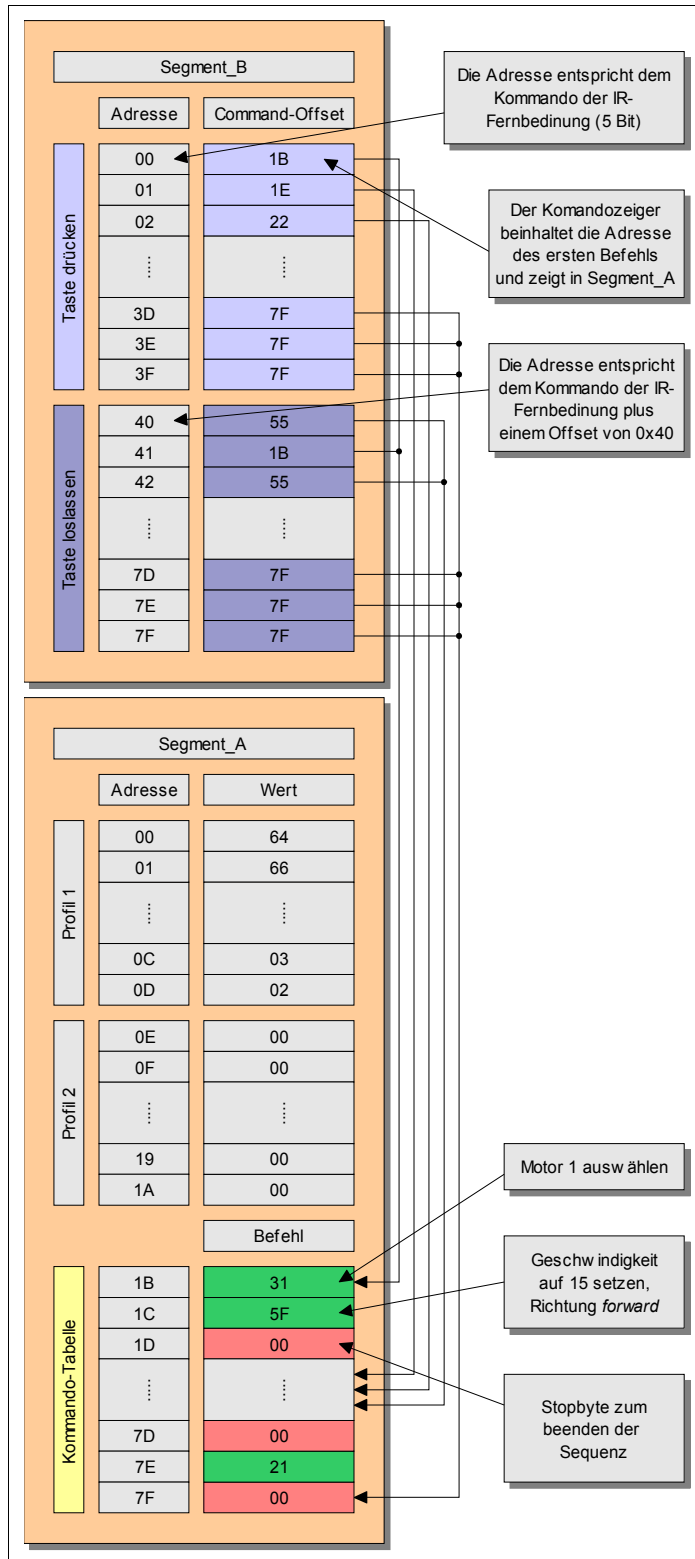 Segment_B
Adresse Command-Offset
Die Adresse entspricht dem
Kommando der IR-
Fernbedinung (5 Bit)
Taste drücken
00 1B
01 1E
02 22
3D 7F
3E 7F
3F 7F
Der Komandozeiger
beinhaltet die Adresse
des ersten Befehls
und zeigt in Segment_A
Taste loslassen
40 55
41 1B
42 55
7D 7F
7E 7F
7F 7F
Die Adresse entspricht
dem Kommando der IR-
Fernbedinung plus
einem Offset von 0x40
Segment_A
Adresse Wert
Profil 1
00 64
01 66
0C 03
0D 02
Profil 2
0E 00
0F 00
19 00
1A 00
Befehl
Kommando-Tabelle
1B 31
1C 5F
1D 00
7D 00
7E 21
7F 00
Motor 1 auswählen
Geschwindigkeit
auf 15 setzen,
Richtung forward
Stopbyte zum
beenden der
Sequenz